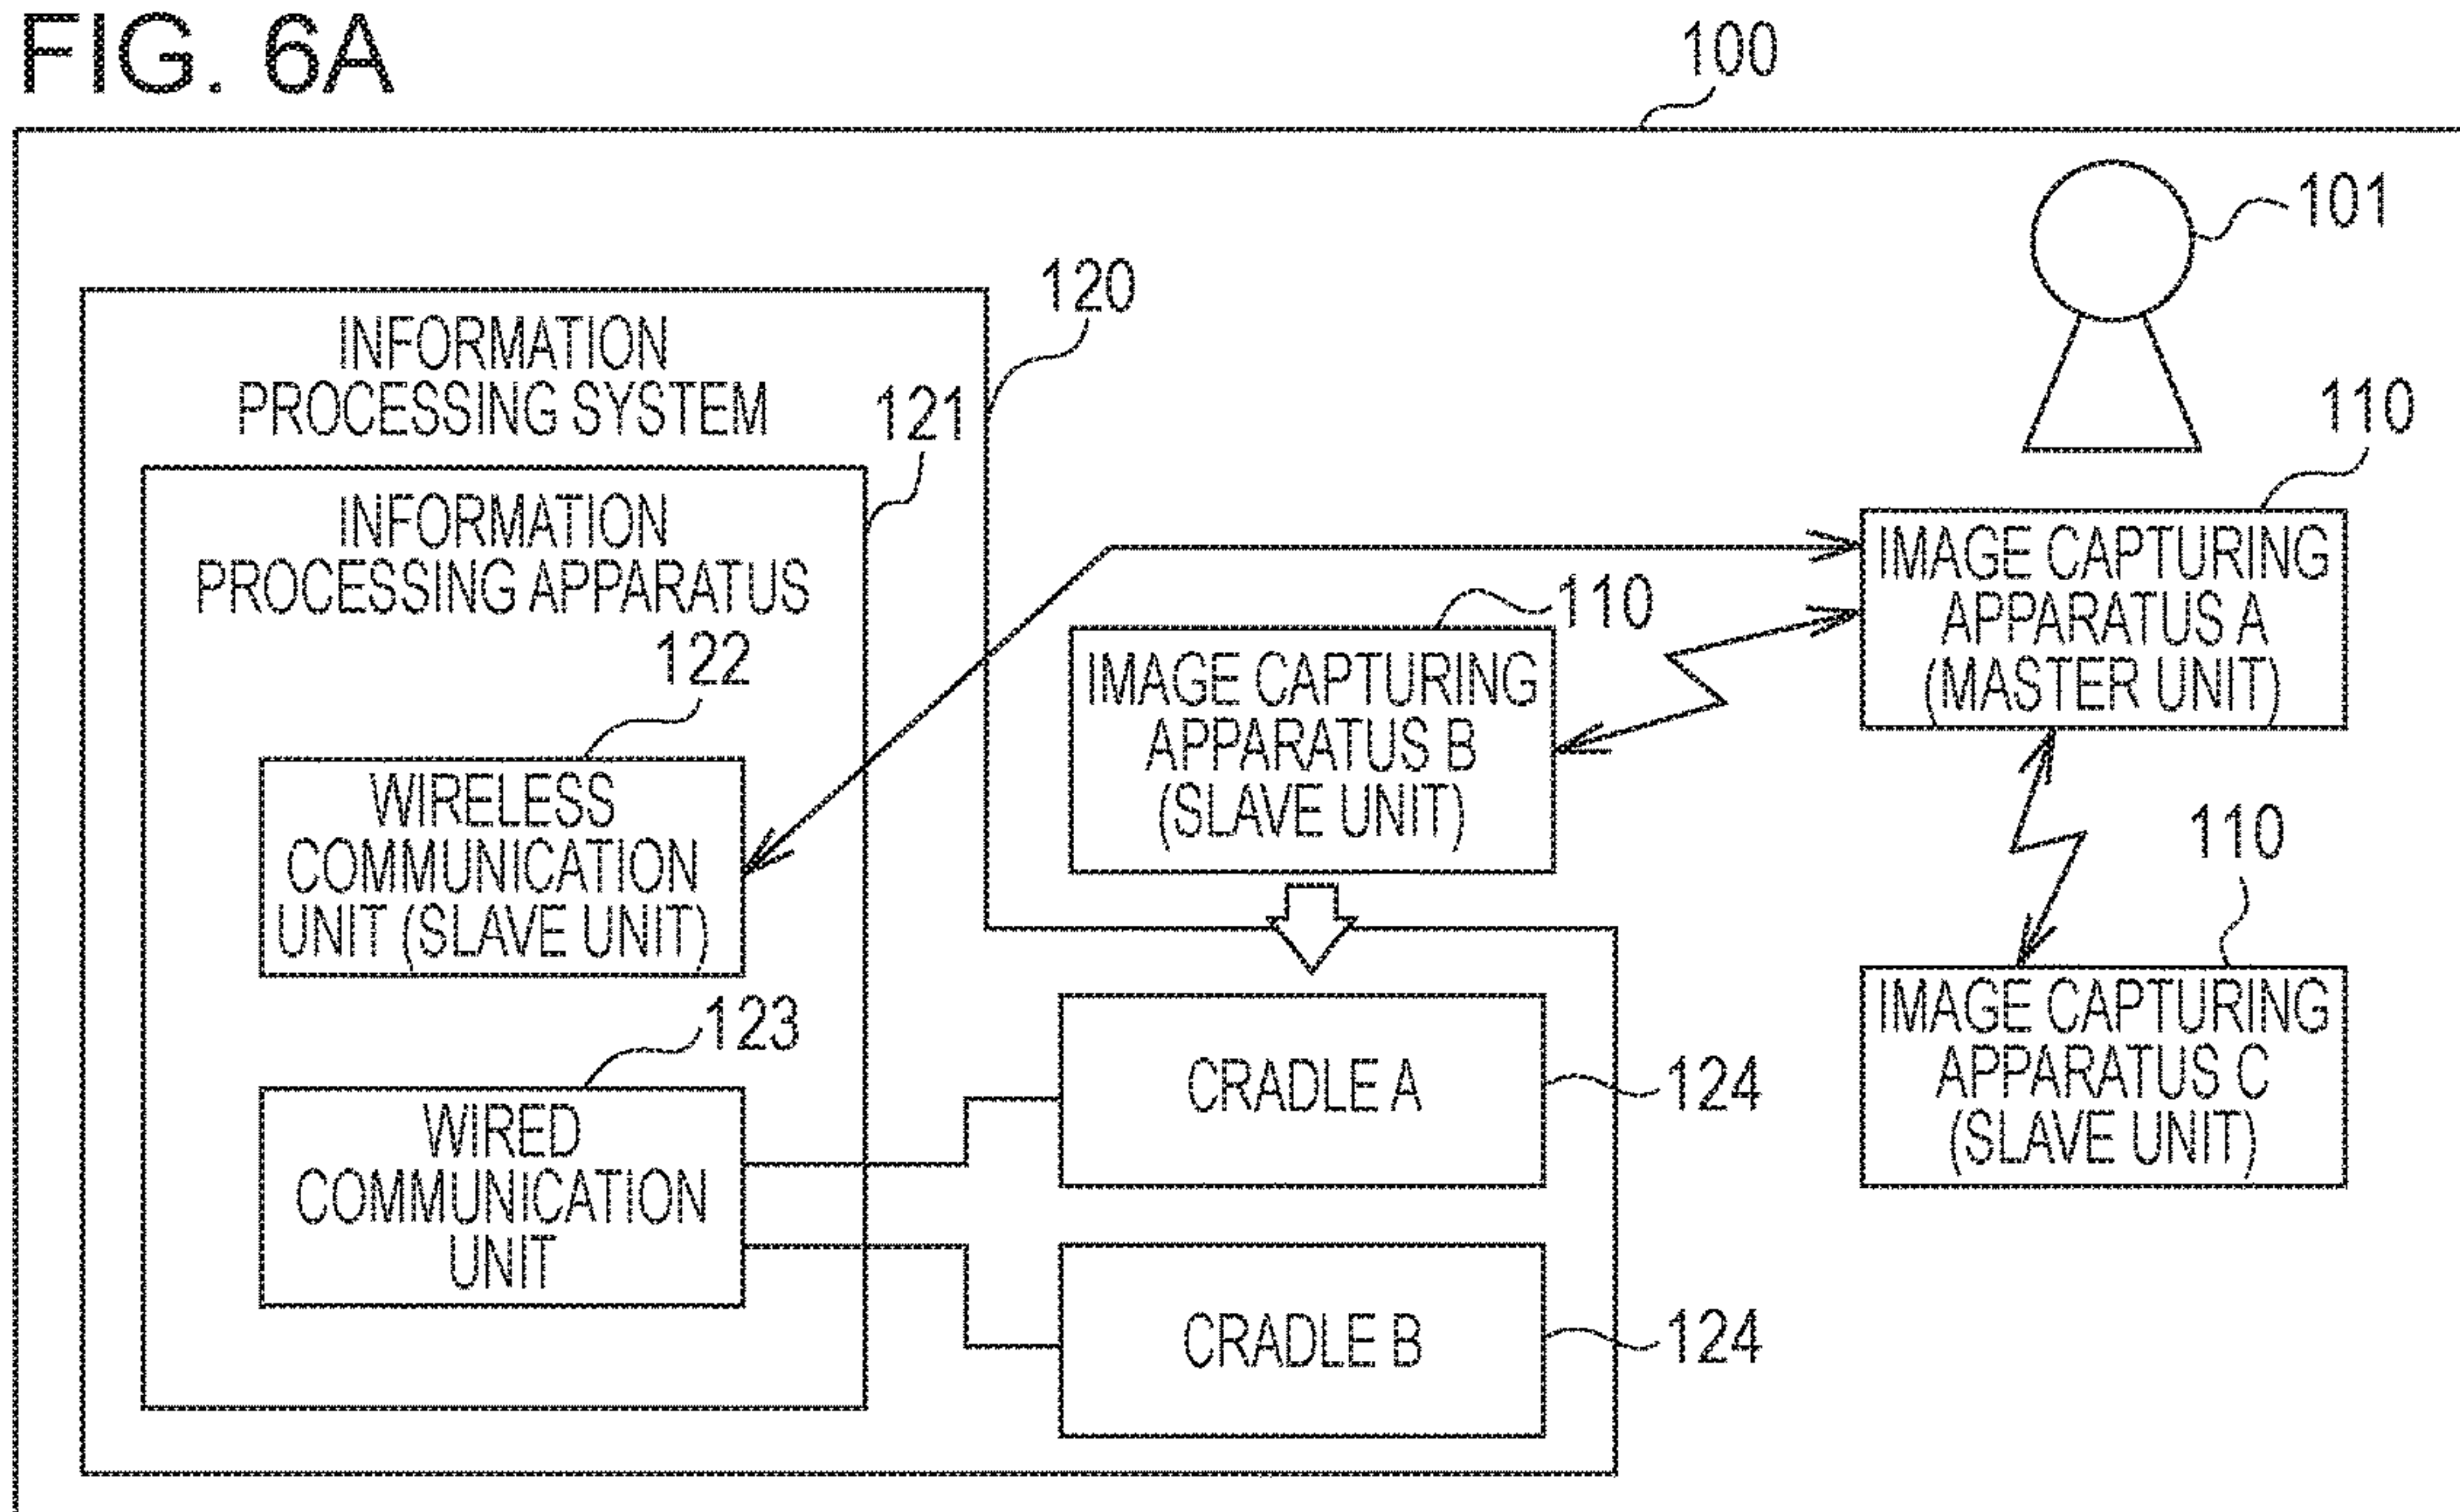 FIG. 6A
100
101
120
INFORMATION
PROCESSING SYSTEM
121
110
INFORMATION
PROCESSING APPARATUS
IMAGE CAPTURING
APPARATUS A
(MASTER UNIT)
110
IMAGE CAPTURING
APPARATUS B
(SLAVE UNIT)
122
WIRELESS
COMMUNICATION
UNIT (SLAVE UNIT)
110
IMAGE CAPTURING
APPARATUS C
(SLAVE UNIT)
123
WIRED
COMMUNICATION
UNIT
CRADLE A
124
CRADLE B
124